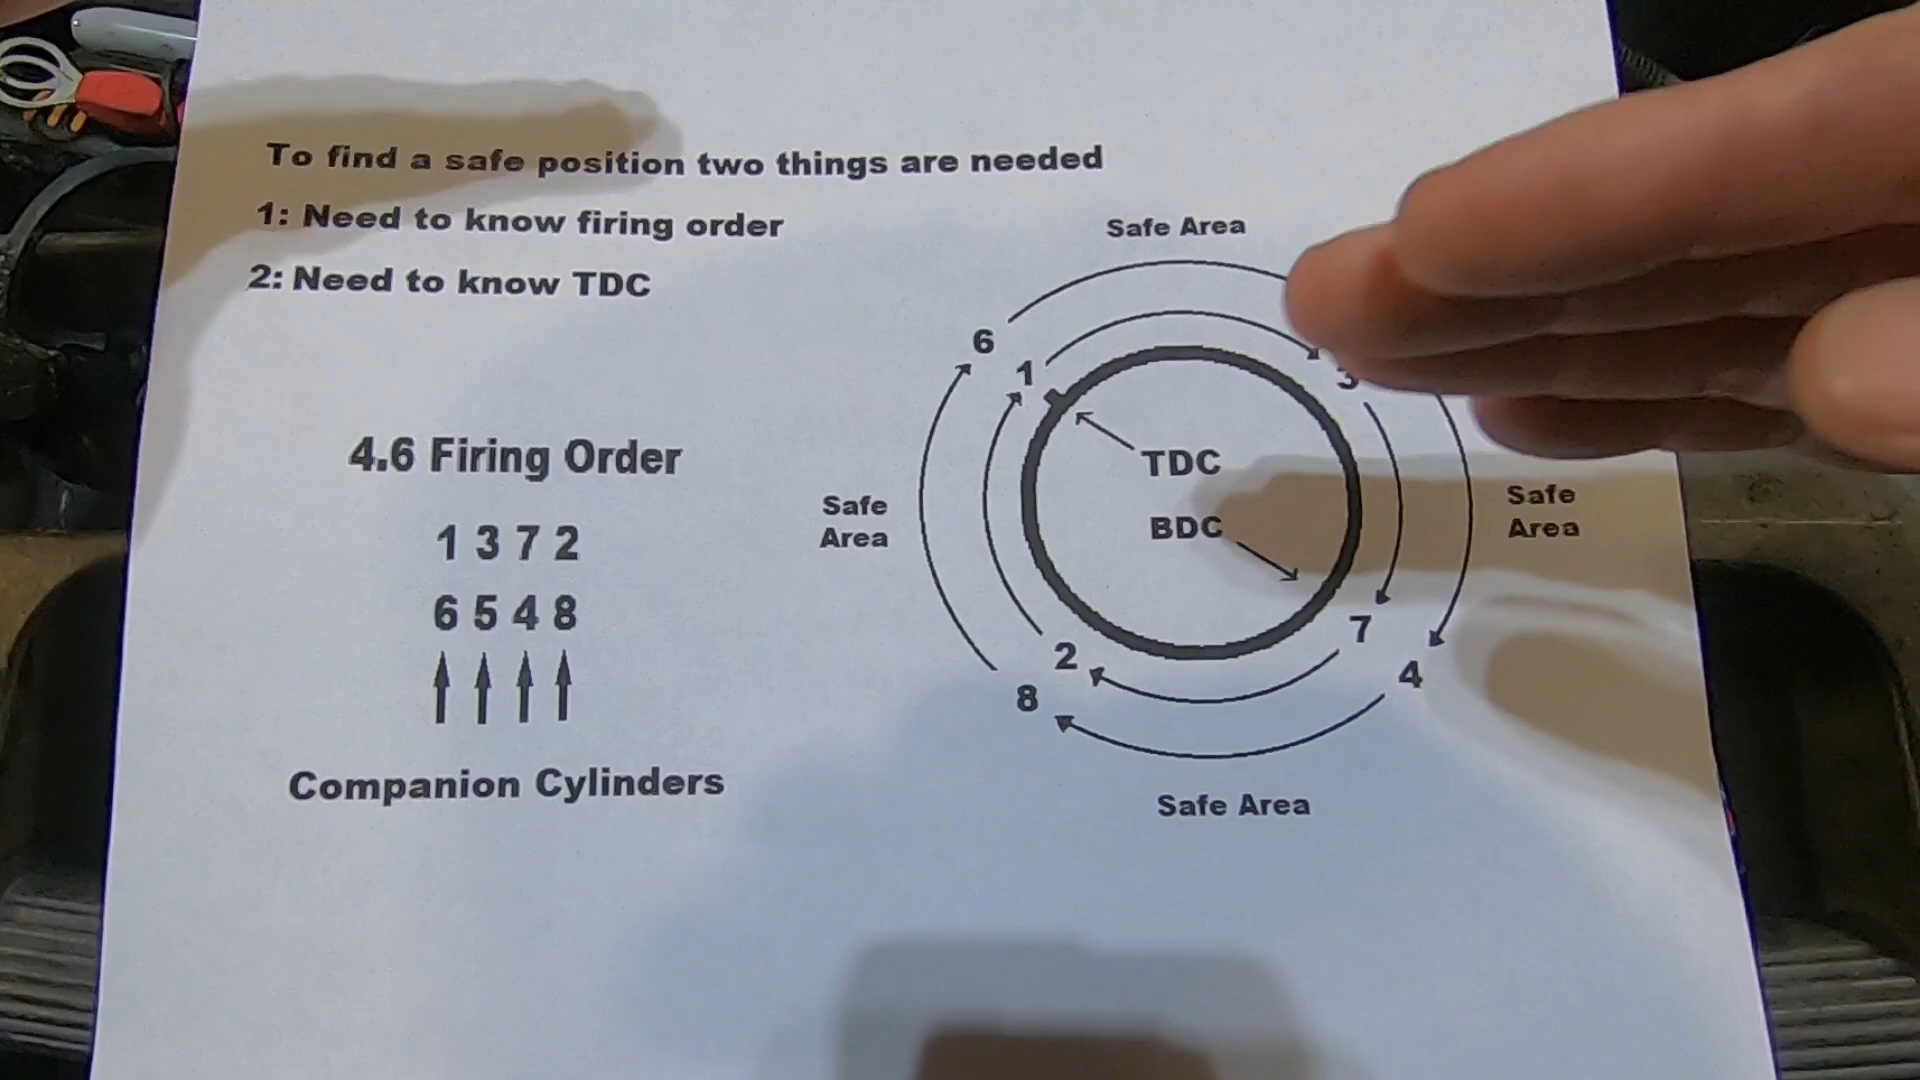 To find a safe position two things are needed
1: Need to know firing order
2: Need to know TDC
4.6 Firing Order
1 3 7 2
6 5 4 8
Companion Cylinders
Safe Area
6
1
3
TDC
BDC
Safe
Area
Safe
Area
2
7
8
4
Safe Area